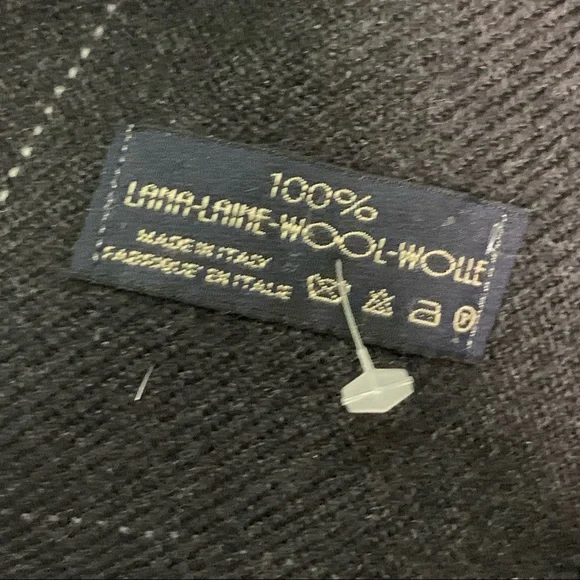 100%
LANA-LAINE-WOOL-WOLLE
MADE IN ITALY
FABRIQUE EN ITALIE
P